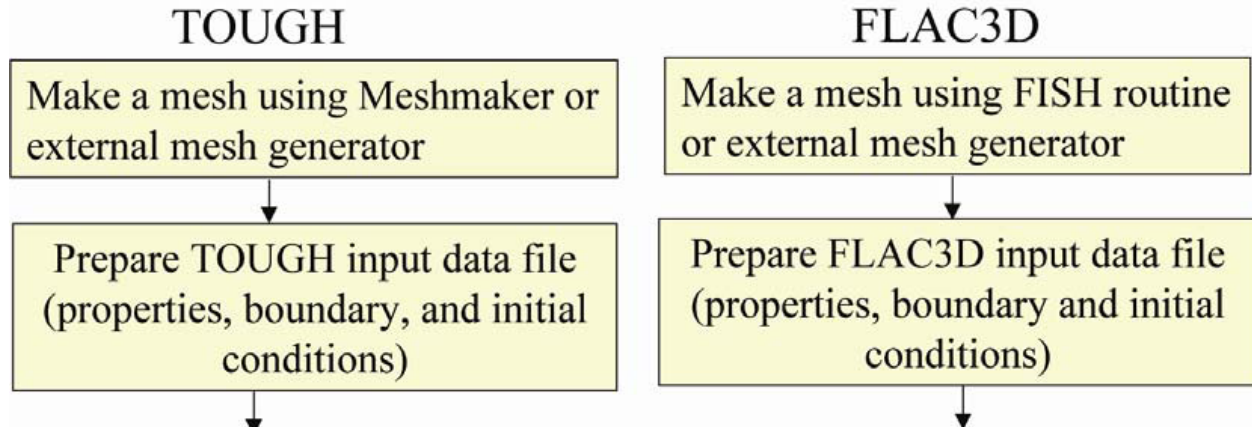 TOUGH
Make a mesh using Meshmaker or
external mesh generator
Prepare TOUGH input data file
(properties, boundary, and initial
conditions)
FLAC3D
Make a mesh using FISH routine
or external mesh generator
Prepare FLAC3D input data file
(properties, boundary and initial
conditions)